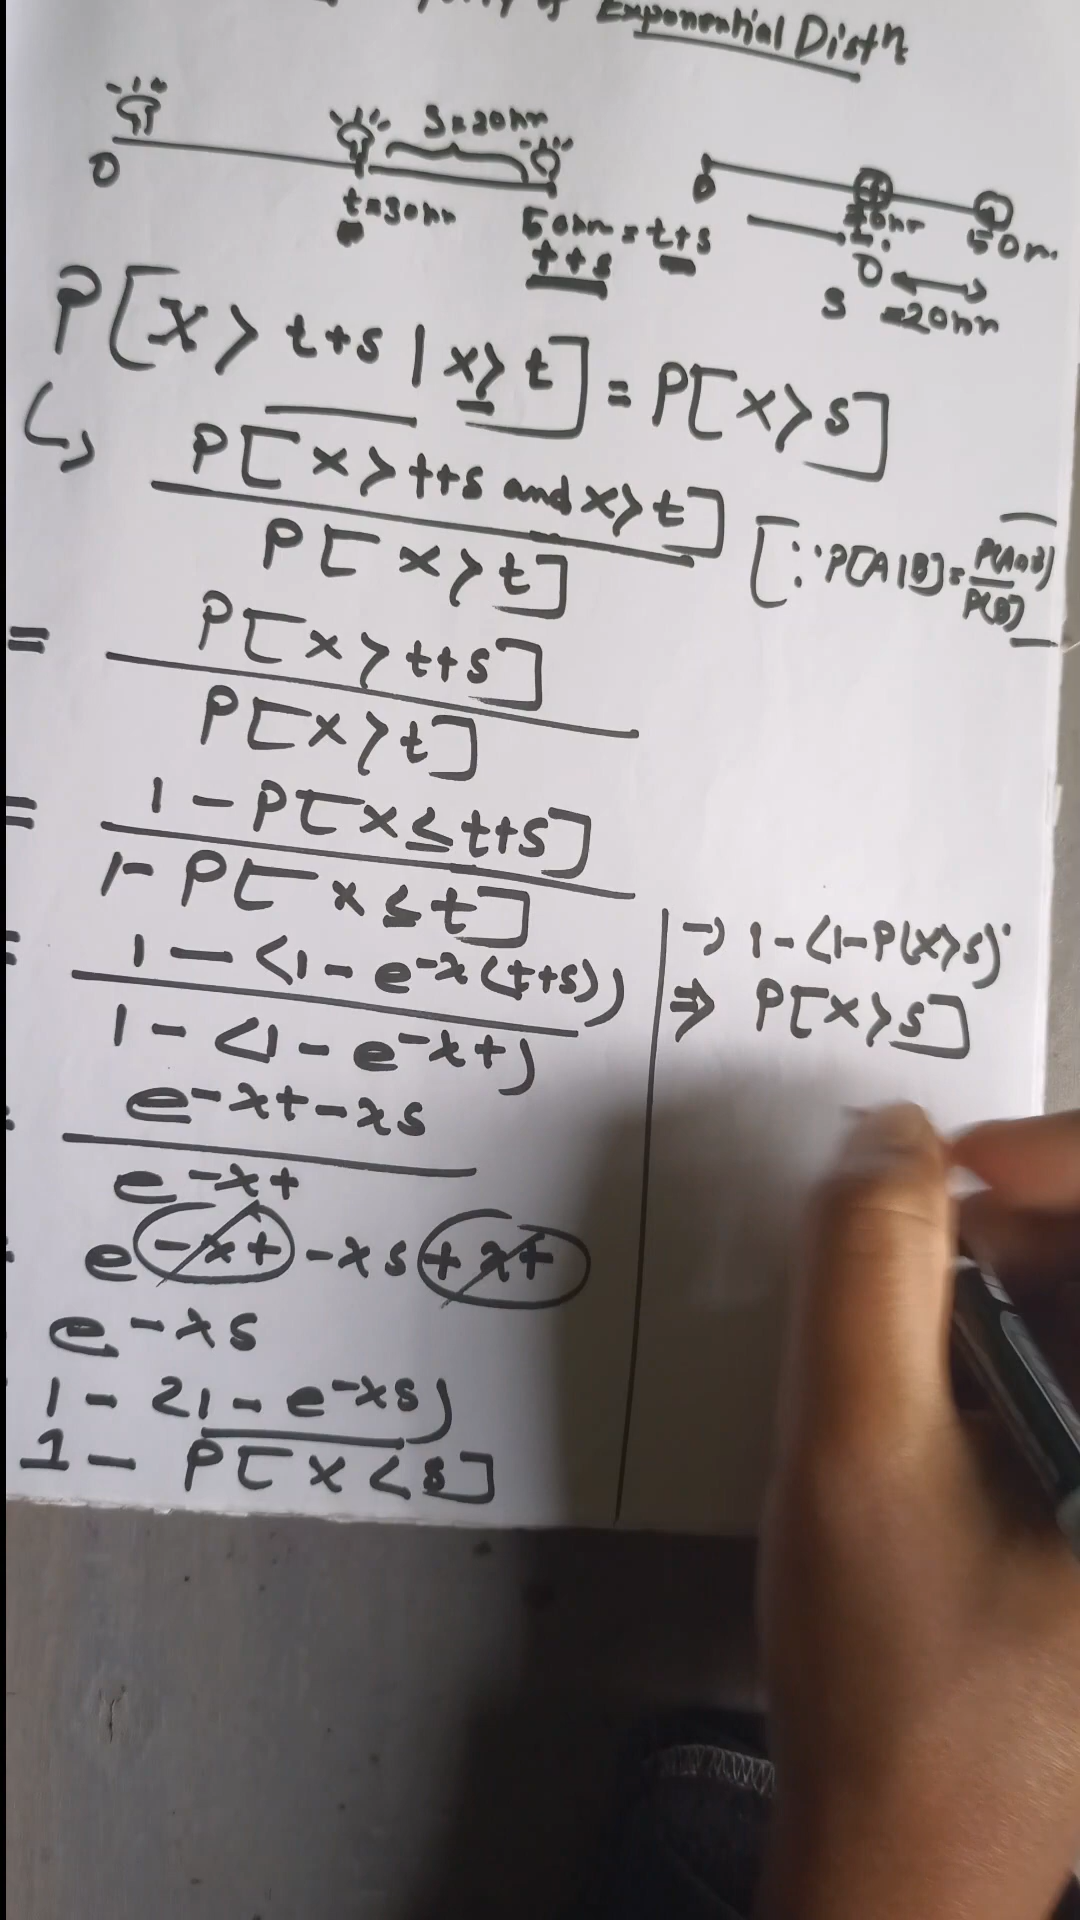 of Exponential Distn
S=20hr
0
t=30hr
50hr = t+s
t+s
0
50hr
0
S =20hr
P[X> t+s | X> t] = P[X> s]
↳ P[X> t+s and X> t]
P[X> t]
[∵ P[A|B] = P(A∩B)
P(B)]
= P[X> t+s]
P[X> t]
= 1 - P[X ≤ t+s]
1 - P[X ≤ t]
= 1 - (1 - e-λ(t+s))
1 - (1 - e-λt)
e-λt-λs
e-λt
e-λt-λs+λt
e-λs
1 - (1 - e-λs)
1 - P[X<s]
→ 1-(1-P(X>s)
⇒ P[X>s]